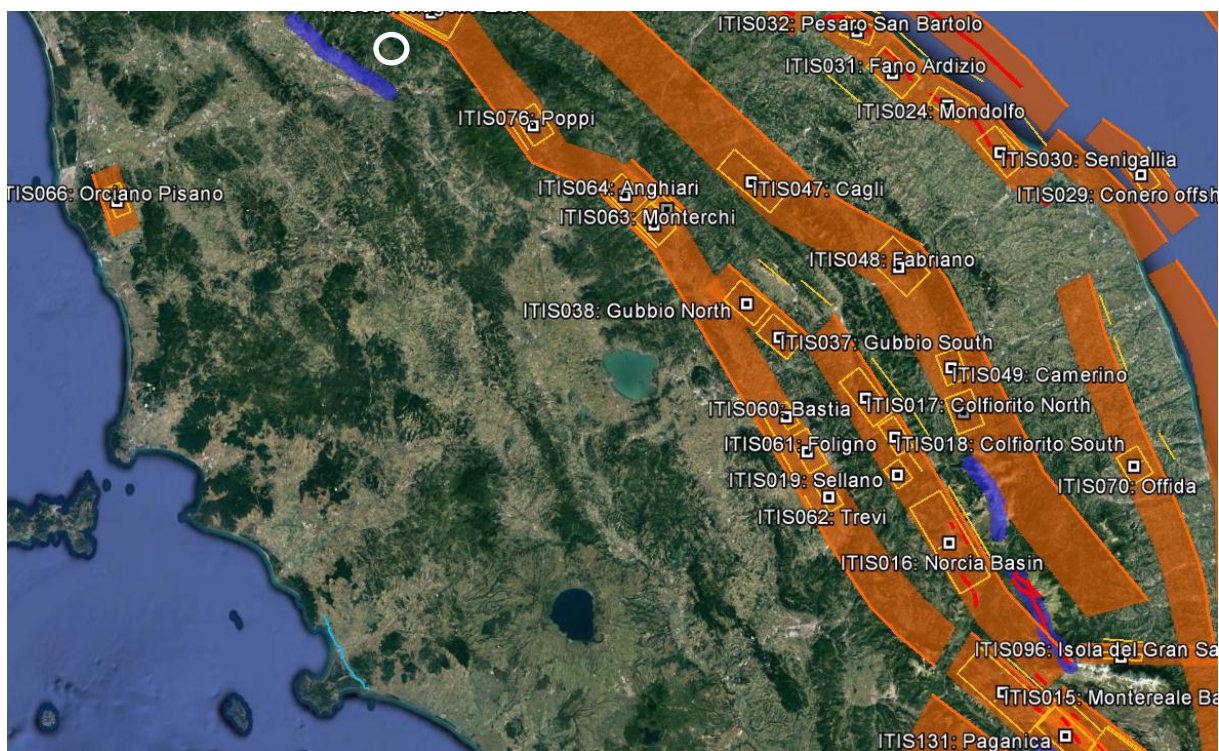 ITIS032: Pesaro San Bartolo
ITIS031: Fano Ardizio
ITIS024: Mondolfo
ITIS076: Poppi
ITIS030: Senigallia
ITIS029: Conero offsh
TIS066: Orciano Pisano
ITIS064: Anghiari
ITIS047: Cagli
ITIS063: Monterchi
ITIS048: Fabriano
ITIS038: Gubbio North
ITIS037: Gubbio South
ITIS049: Camerino
ITIS060: Bastia
ITIS017: Colfiorito North
ITIS061: Foligno
ITIS018: Colfiorito South
ITIS019: Sellano
ITIS070: Offida
ITIS062: Trevi
ITIS016: Norcia Basin
ITIS096: Isola del Gran Sa
ITIS015: Montereale Ba
ITIS131: Paganica